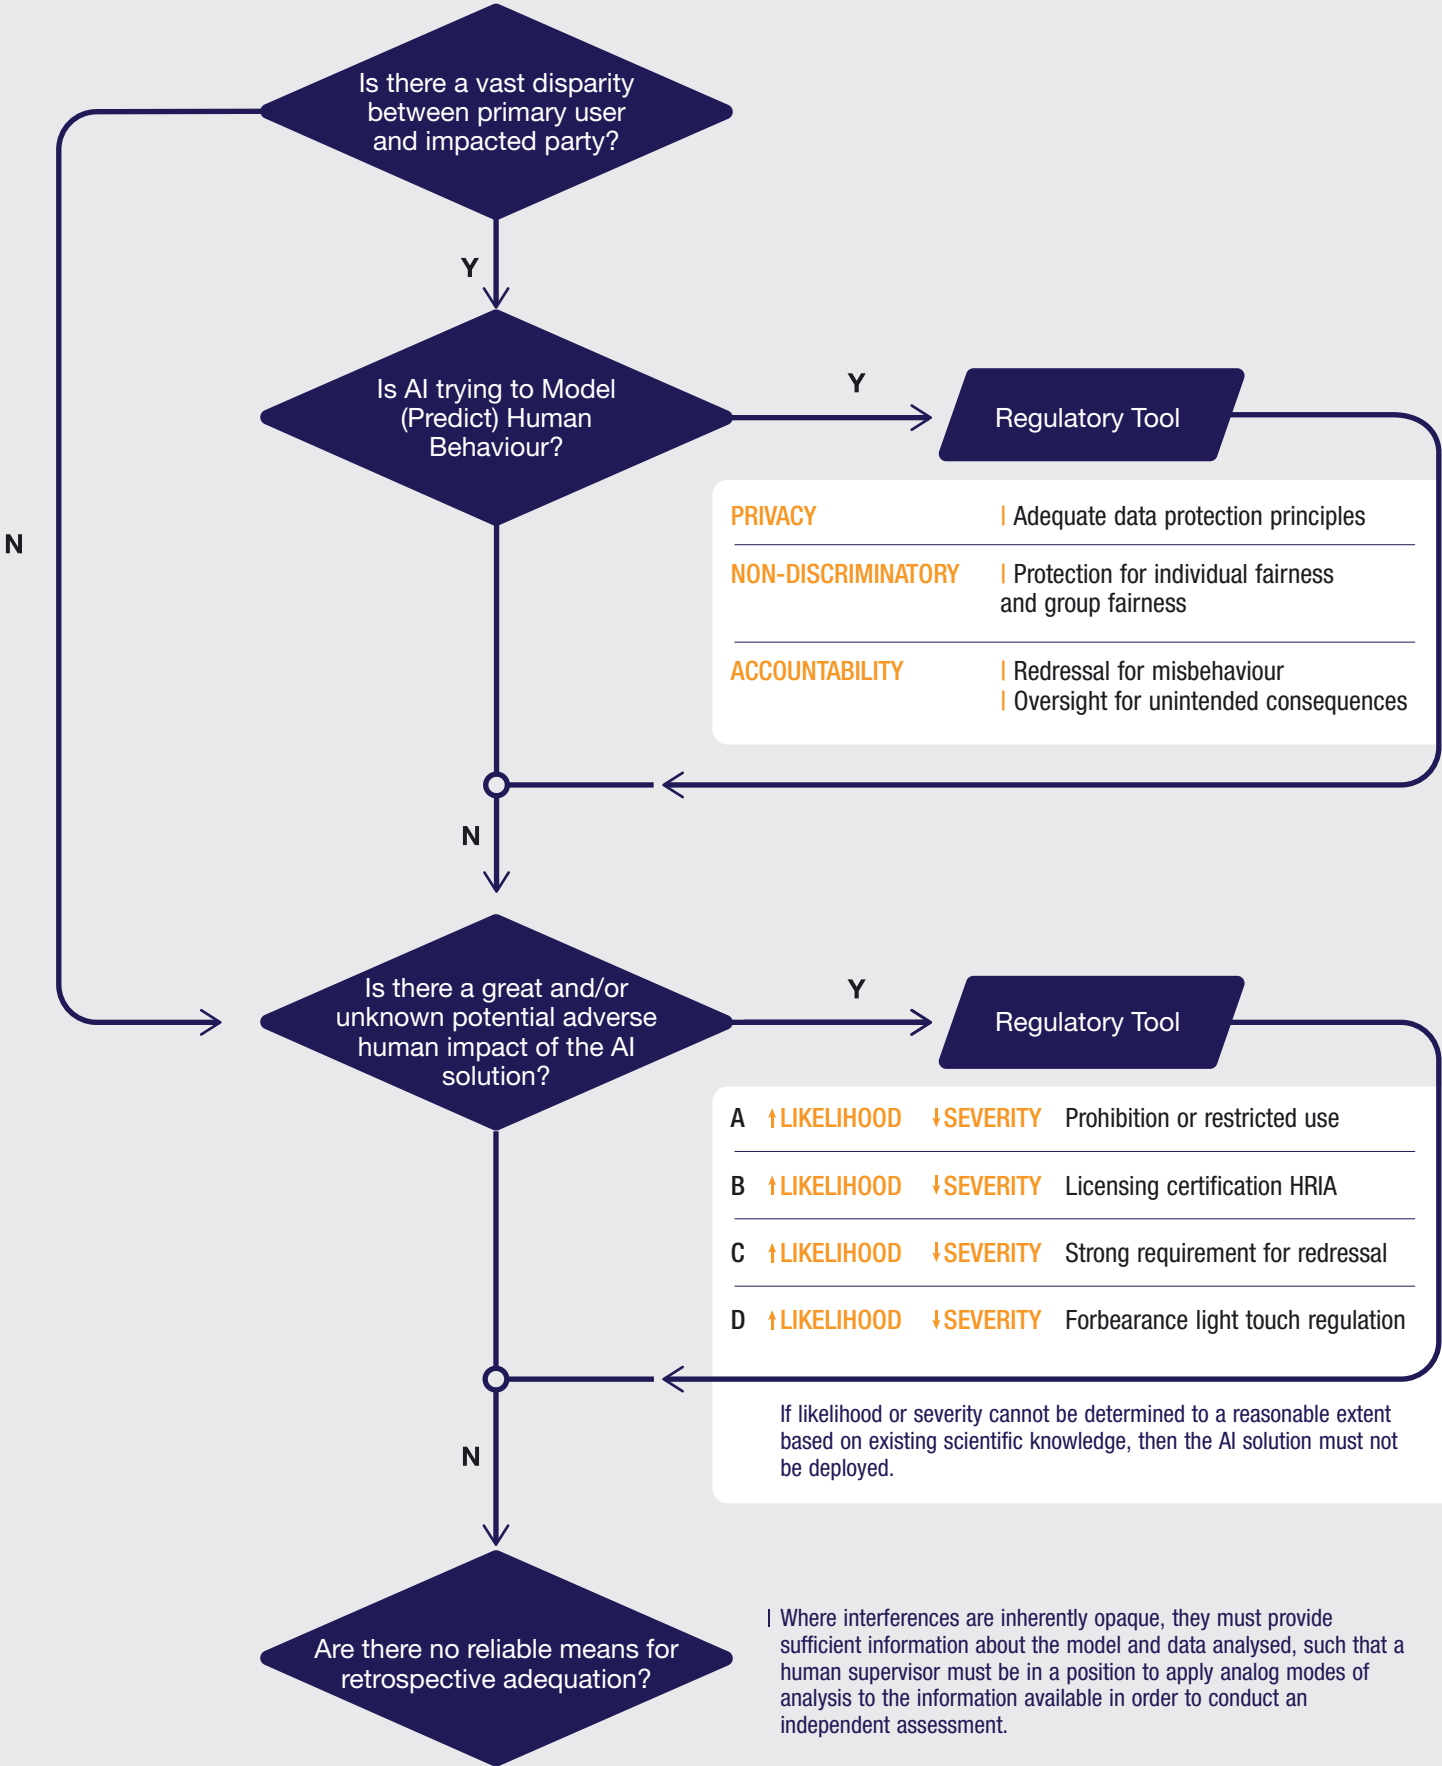 Is there a vast disparity
between primary user
and impacted party?
Y
Is AI trying to Model
(Predict) Human
Behaviour?
Y
Regulatory Tool
PRIVACY | Adequate data protection principles
NON-DISCRIMINATORY | Protection for individual fairness
and group fairness
ACCOUNTABILITY | Redressal for misbehaviour
| Oversight for unintended consequences
N
N
Is there a great and/or
unknown potential adverse
human impact of the AI
solution?
Y
Regulatory Tool
A ↑LIKELIHOOD ↓SEVERITY Prohibition or restricted use
B ↑LIKELIHOOD ↓SEVERITY Licensing certification HRIA
C ↑LIKELIHOOD ↓SEVERITY Strong requirement for redressal
D ↑LIKELIHOOD ↓SEVERITY Forbearance light touch regulation
If likelihood or severity cannot be determined to a reasonable extent
based on existing scientific knowledge, then the AI solution must not
be deployed.
N
Are there no reliable means for
retrospective adequation?
| Where interferences are inherently opaque, they must provide
sufficient information about the model and data analysed, such that a
human supervisor must be in a position to apply analog modes of
analysis to the information available in order to conduct an
independent assessment.